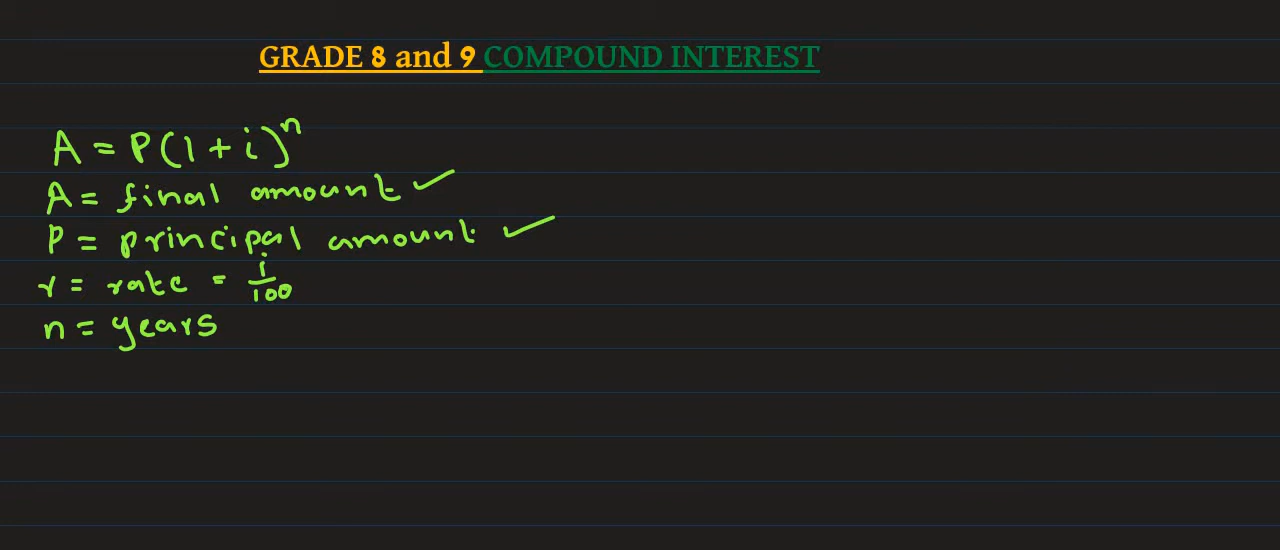 GRADE 8 and 9 COMPOUND INTEREST
A = P(1 + i)^n
A = final amount ✓
P = principal amount. ✓
r = rate = i/100
n = years